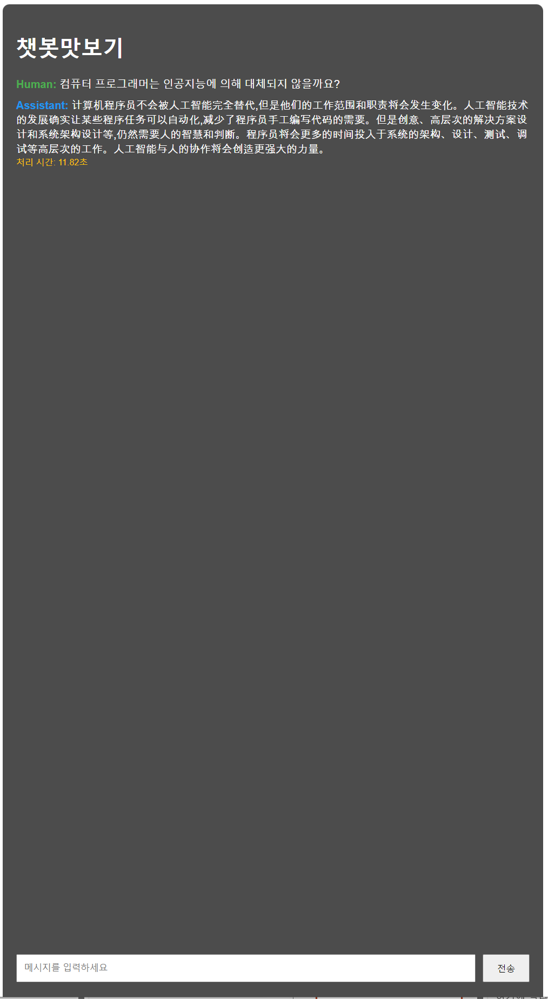 챗봇맛보기
Human: 컴퓨터 프로그래머는 인공지능에 의해 대체되지 않을까요?
Assistant: 计算机程序员不会被人工智能完全替代,但是他们的工作范围和职责将会发生变化。人工智能技术
的发展确实让某些程序任务可以自动化,减少了程序员手工编写代码的需要。但是创意、高层次的解决方案设
计和系统架构设计等,仍然需要人的智慧和判断。程序员将会更多的时间投入于系统的架构、设计、测试、调
试等高层次的工作。人工智能与人的协作将会创造更强大的力量。
처리 시간: 11.82초
메시지를 입력하세요
전송